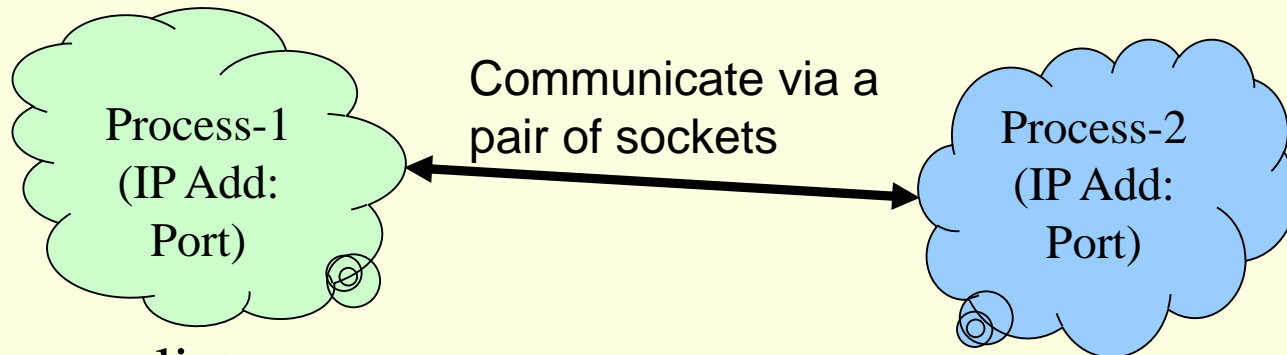 Process-1
(IP Add:
Port)
Communicate via a
pair of sockets
Process-2
(IP Add:
Port)